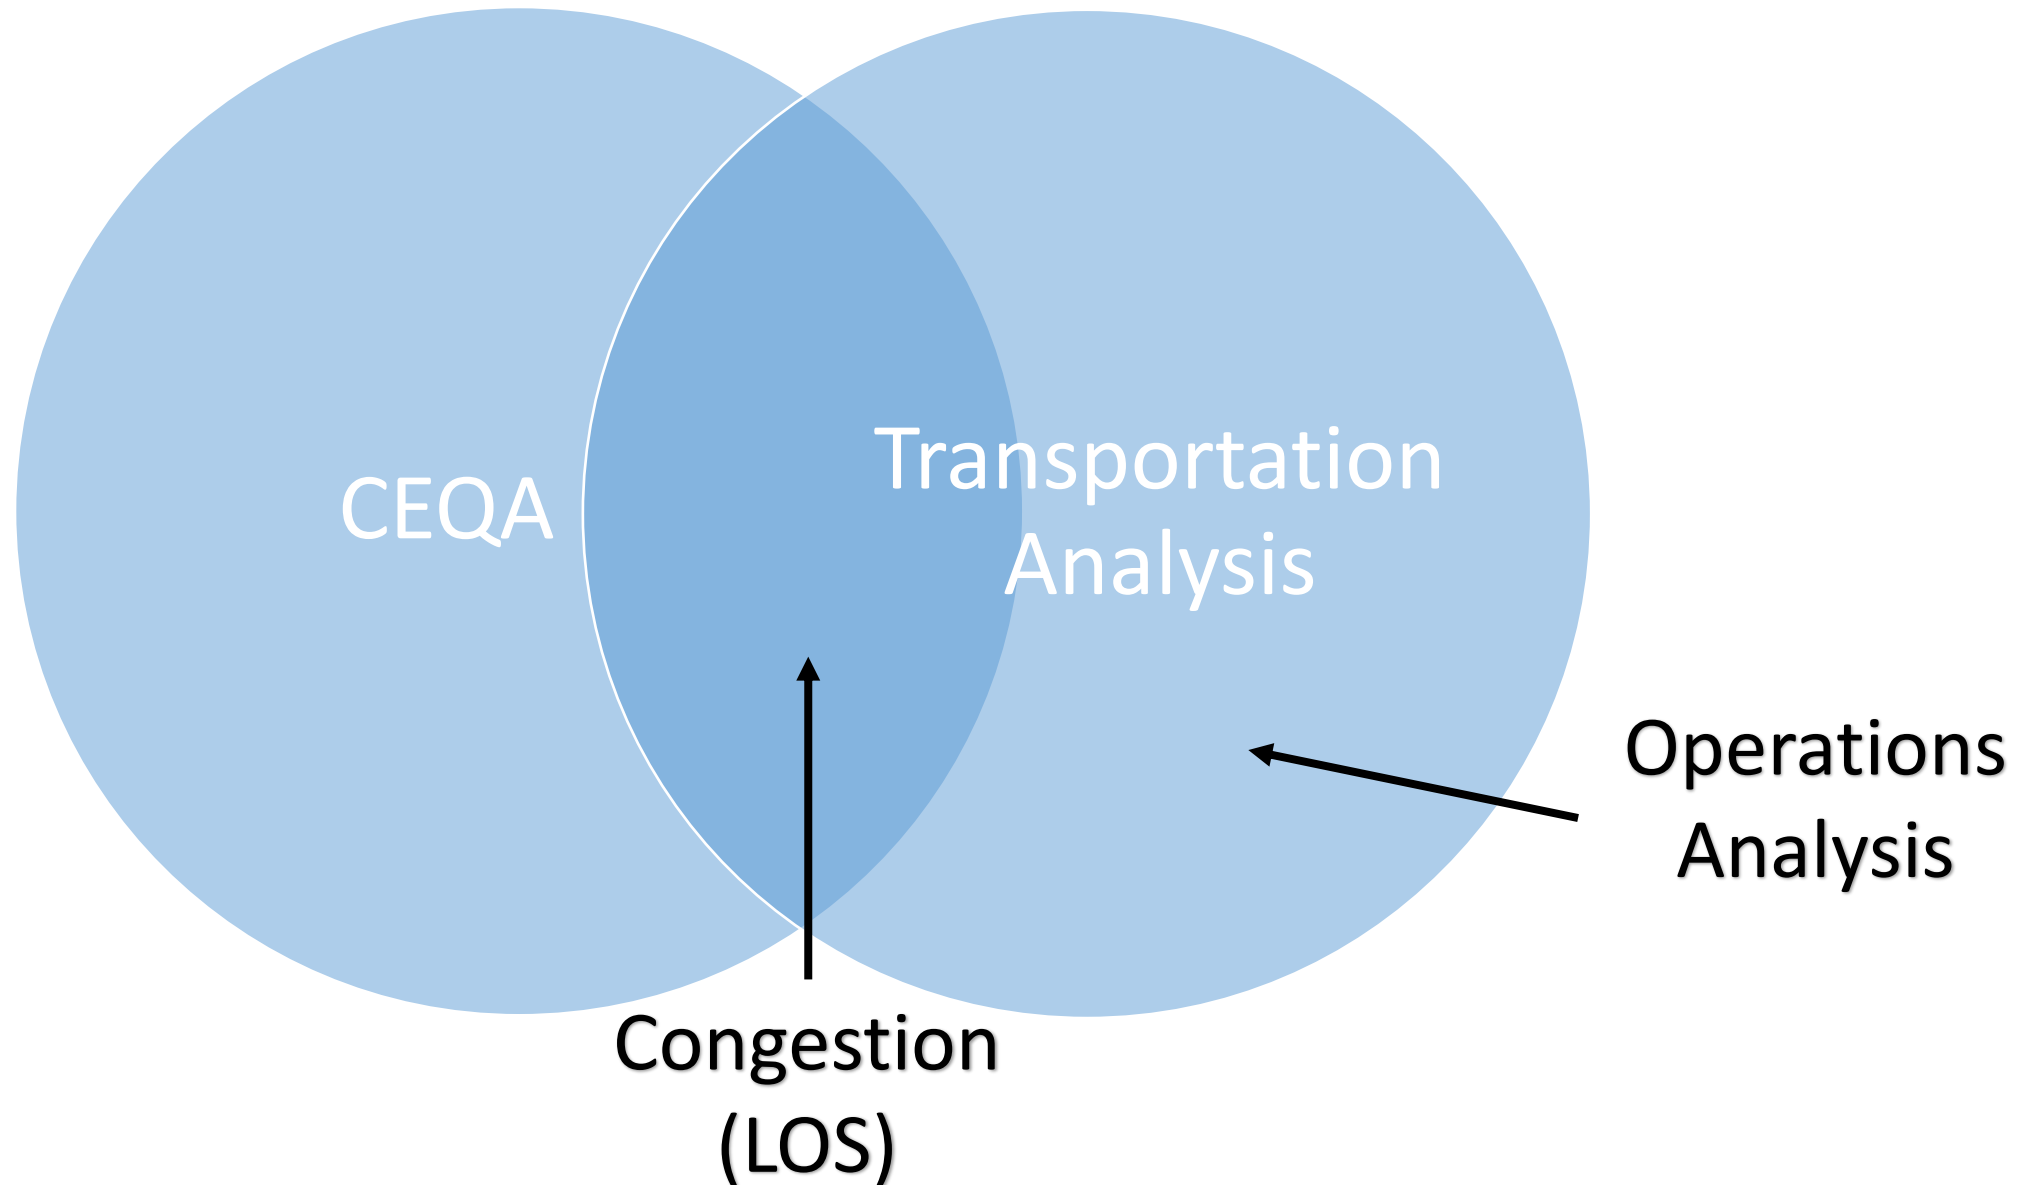 CEQA
Transportation
Analysis
Operations
Analysis
Congestion
(LOS)